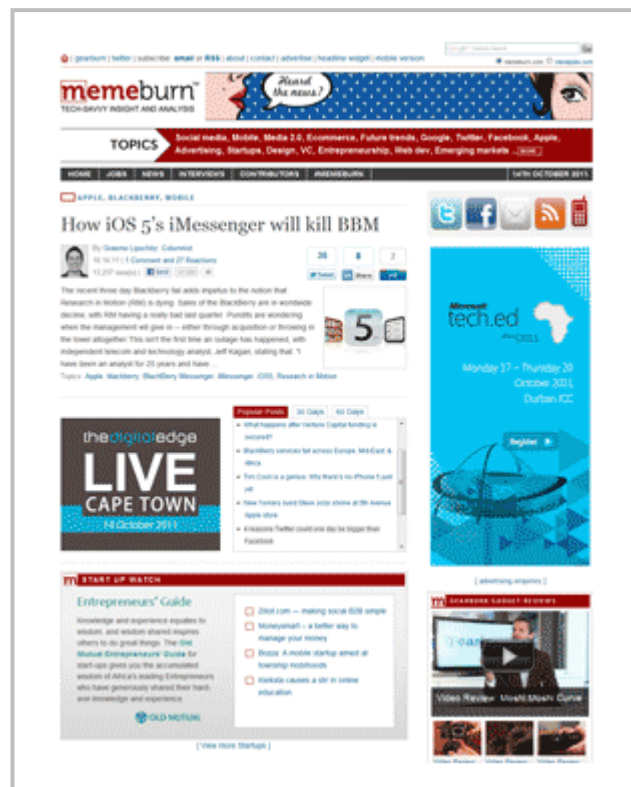 gearburn | twitter | subscribe: email or RSS | about | contact | advertise | headline widget | mobile version
memeburn.com
memeburn
TECH-SAVVY INSIGHT AND ANALYSIS
Heard
the news?
TOPICS
Social media, Mobile, Media 2.0, Ecommerce, Future trends, Google, Twitter, Facebook, Apple,
Advertising, Startups, Design, VC, Entrepreneurship, Web dev, Emerging markets ...
HOME JOBS NEWS INTERVIEWS CONTRIBUTORS #MEMEBURN 14TH OCTOBER 2011
APPLE, BLACKBERRY, MOBILE
How iOS 5's iMessenger will kill BBM
By Graeme Lipschitz: Columnist
1 Comment and 27 Reactions
Send
Tweet Share
The recent three day Blackberry fail adds impetus to the notion that
Research in Motion (RIM) is dying. Sales of the BlackBerry are in worldwide
decline, with RIM having a really bad last quarter. Pundits are wondering
when the management will give in – either through acquisition or throwing in
the towel altogether. This isn't the first time an outage has happened, with
independent telecom and technology analyst, Jeff Kagan, stating that: "I
have been an analyst for 25 years and have ...
Topics: Apple, blackberry, BlackBerry Messenger, iMessenger, iOS5, Research in Motion
5
Microsoft
tech.ed
Africa2011
Monday 17 – Thursday 20
October 2011,
Durban ICC
Register
the digital edge
LIVE
CAPE TOWN
14 October 2011
Popular Posts 30 Days 60 Days
What happens after Venture Capital funding is
secured?
BlackBerry services fail across Europe, Mid-East, &
Africa
Tim Cook is a genius: Why there's no iPhone 5 just
yet
New Yorkers build Steve Jobs shrine at 5th Avenue
Apple store
4 reasons Twitter could one day be bigger than
Facebook
[ advertising enquiries ]
START UP WATCH
Entrepreneurs' Guide
Knowledge and experience equates to
wisdom, and wisdom shared inspires
others to do great things. The Old
Mutual Entrepreneurs' Guide for
start-ups gives you the accumulated
wisdom of Africa's leading Entrepreneurs
who have generously shared their hard-
won knowledge and experience.
OLD MUTUAL
making social B2B simple
Moneysmart – a better way to
manage your money
Bozza: A mobile startup aimed at
township mobihoods
causes a stir in online
education
[ View more Startups ]
GEARBURN GADGET REVIEWS
Video Review: Moshi Moshi Curve
Video Review: Video Review: Video Review: